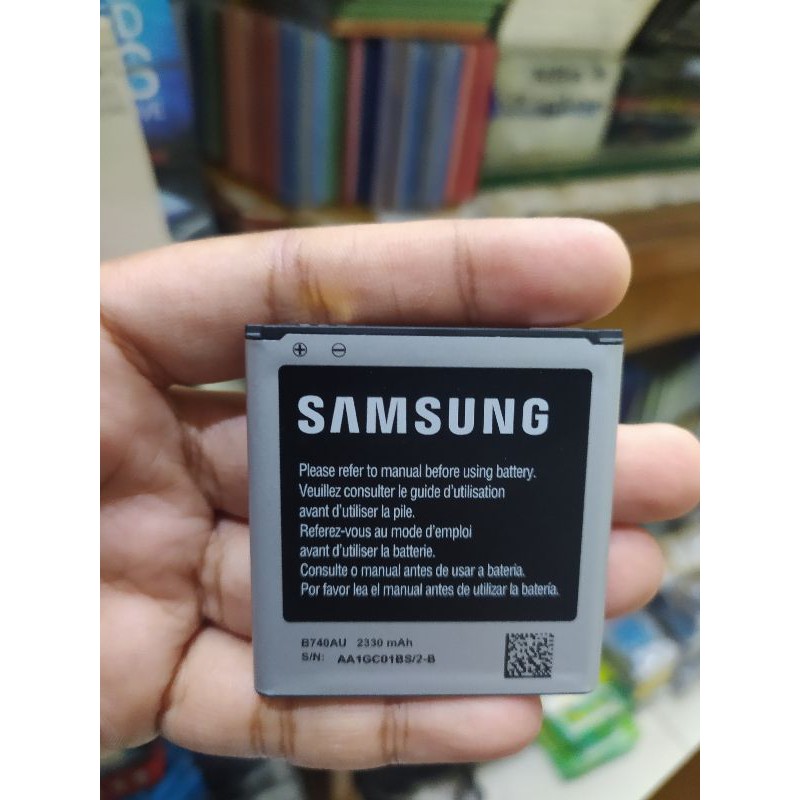 SAMSUNG
Please refer to manual before using battery.
Veuillez consulter le guide d'utilisation
avant d'utiliser la pile.
Referez-vous au mode d'emploi
avant d'utiliser la batterie.
Consulte o manual antes de usar a bateria.
Por favor lea el manual antes de utilizar la batería.
B740AU 2330 mAh
S/N: AA1GC01BS/2-B